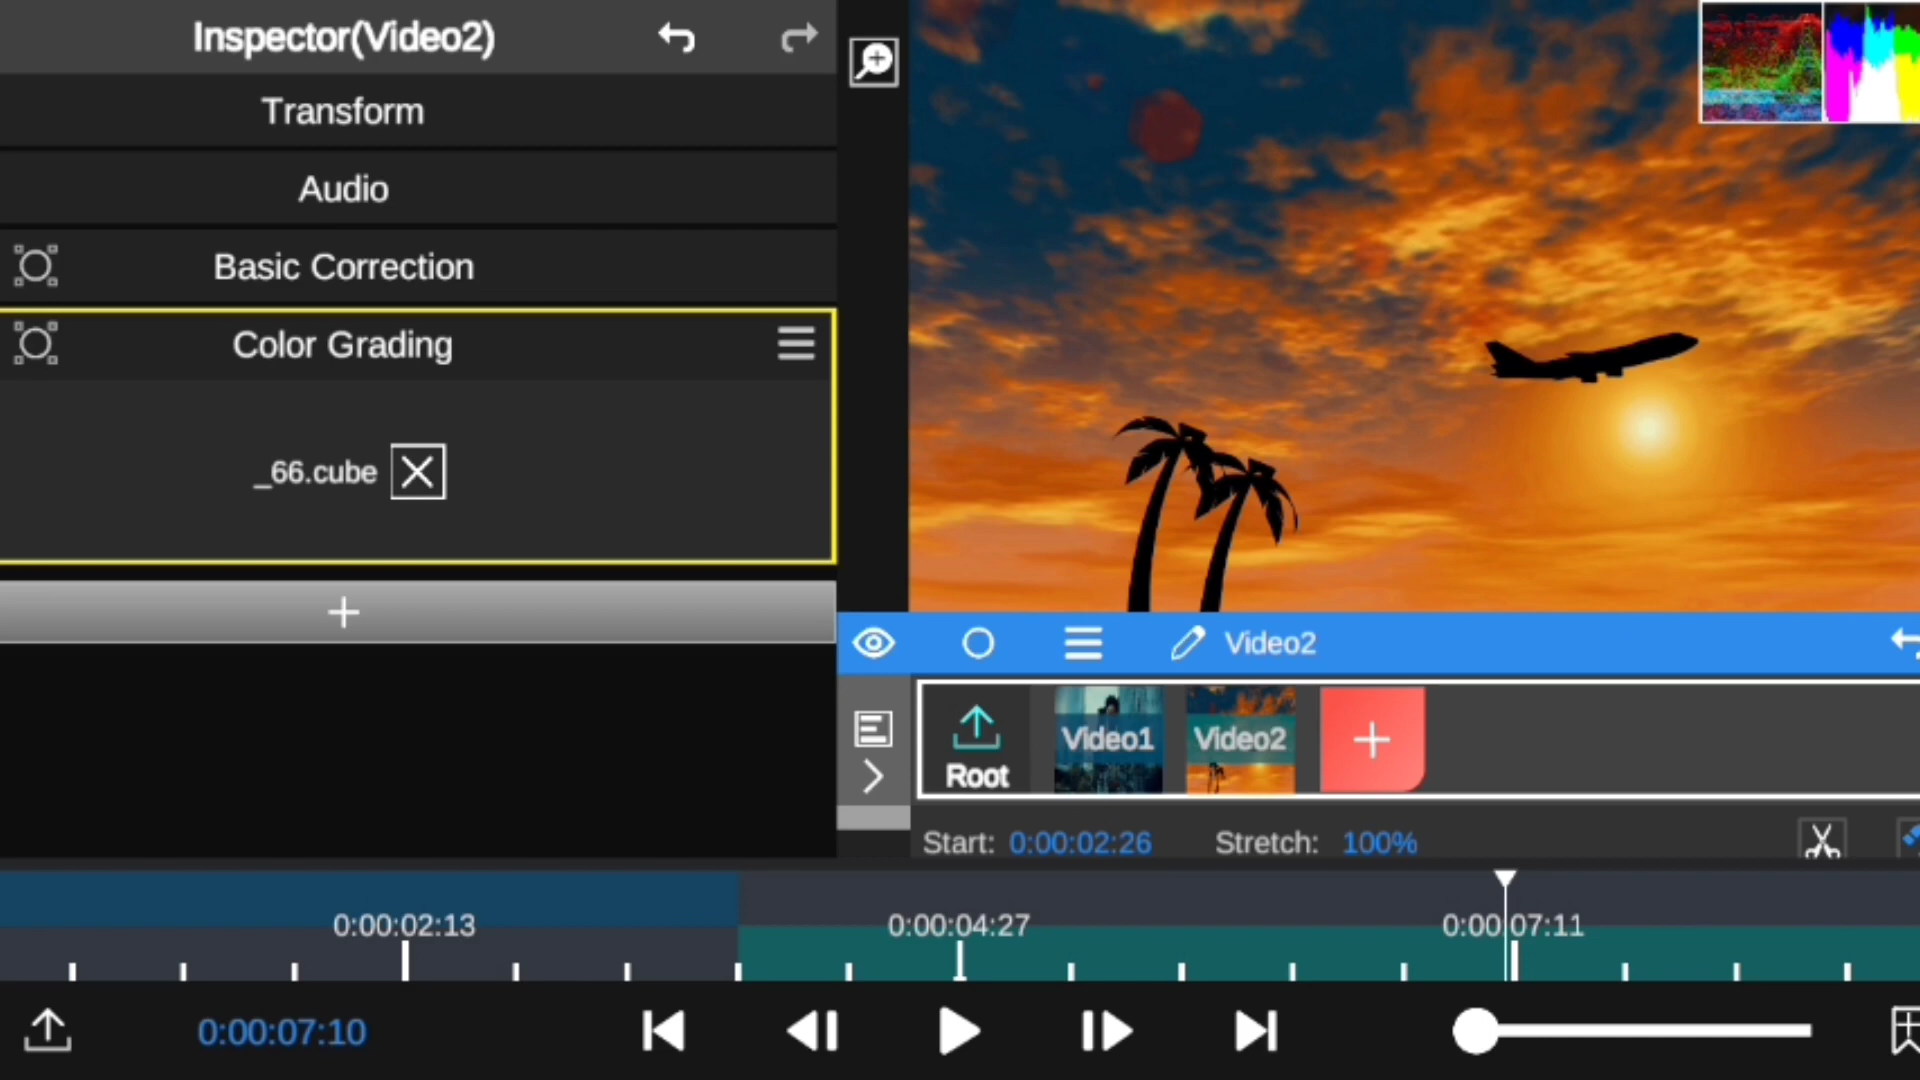 Inspector(Video2)
Transform
Audio
Basic Correction
Color Grading
_66.cube
Video2
Root
Video1
Video2
Start: 0:00:02:26 Stretch: 100%
0:00:02:13 0:00:04:27 0:00:07:11
0:00:07:10